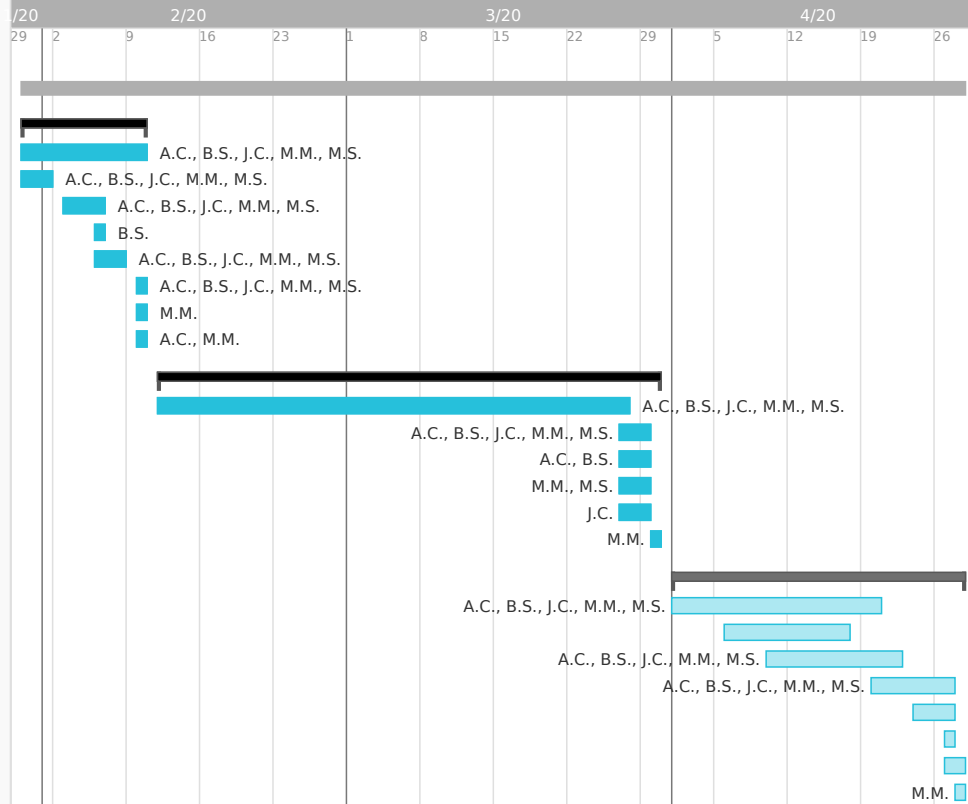 /20 2/20 3/20 4/20
29 2 9 16 23 1 8 15 22 29 5 12 19 26
A.C., B.S., J.C., M.M., M.S.
A.C., B.S., J.C., M.M., M.S.
A.C., B.S., J.C., M.M., M.S.
B.S.
A.C., B.S., J.C., M.M., M.S.
A.C., B.S., J.C., M.M., M.S.
M.M.
A.C., M.M.
A.C., B.S., J.C., M.M., M.S.
A.C., B.S., J.C., M.M., M.S.
A.C., B.S.
M.M., M.S.
J.C.
M.M.
A.C., B.S., J.C., M.M., M.S.
A.C., B.S., J.C., M.M., M.S.
A.C., B.S., J.C., M.M., M.S.
M.M.